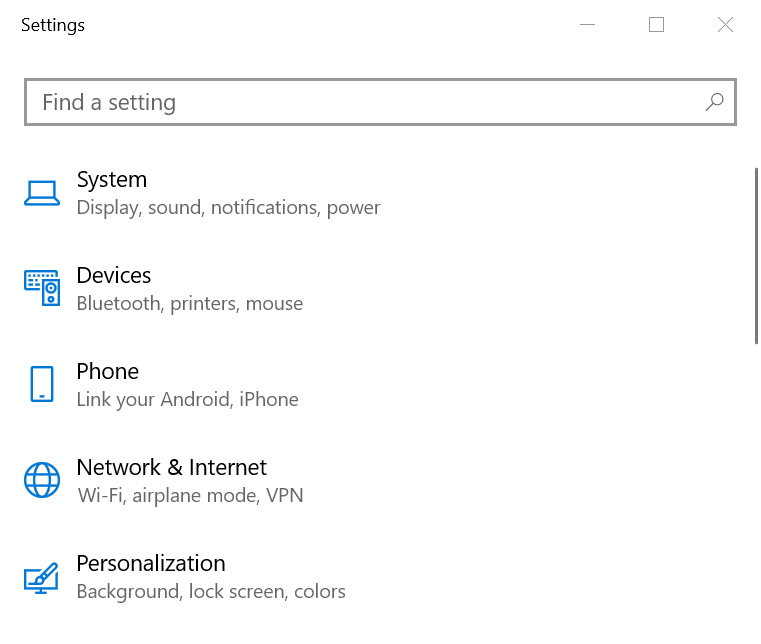 Settings
Find a setting
System
Display, sound, notifications, power
Devices
Bluetooth, printers, mouse
Phone
Link your Android, iPhone
Network & Internet
Wi-Fi, airplane mode, VPN
Personalization
Background, lock screen, colors